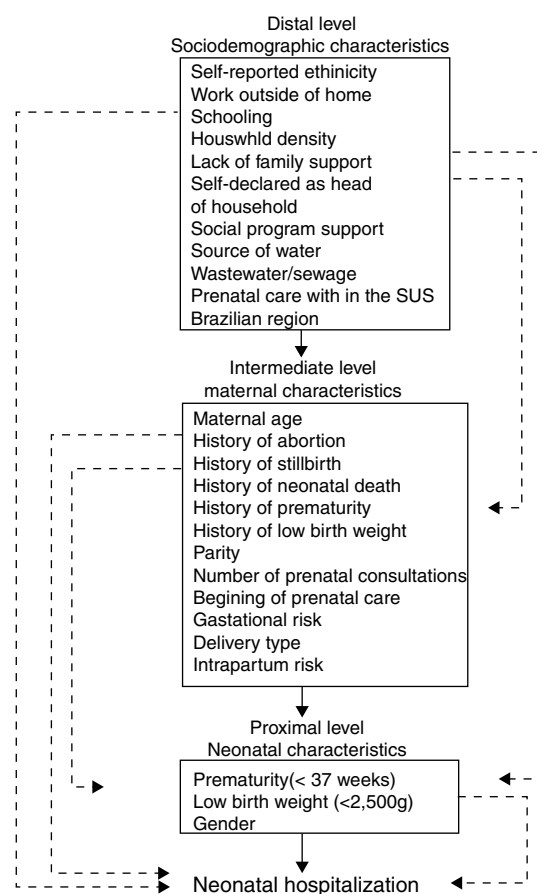 Distal level
Sociodemographic characteristics
Self-reported ethinicity
Work outside of home
Schooling
Houswhld density
Lack of family support
Self-declared as head
of household
Social program support
Source of water
Wastewater/sewage
Prenatal care with in the SUS
Brazilian region
Intermediate level
maternal characteristics
Maternal age
History of abortion
History of stillbirth
History of neonatal death
History of prematurity
History of low birth weight
Parity
Number of prenatal consultations
Begining of prenatal care
Gastational risk
Delivery type
Intrapartum risk
Proximal level
Neonatal characteristics
Prematurity(< 37 weeks)
Low birth weight (<2,500g)
Gender
Neonatal hospitalization